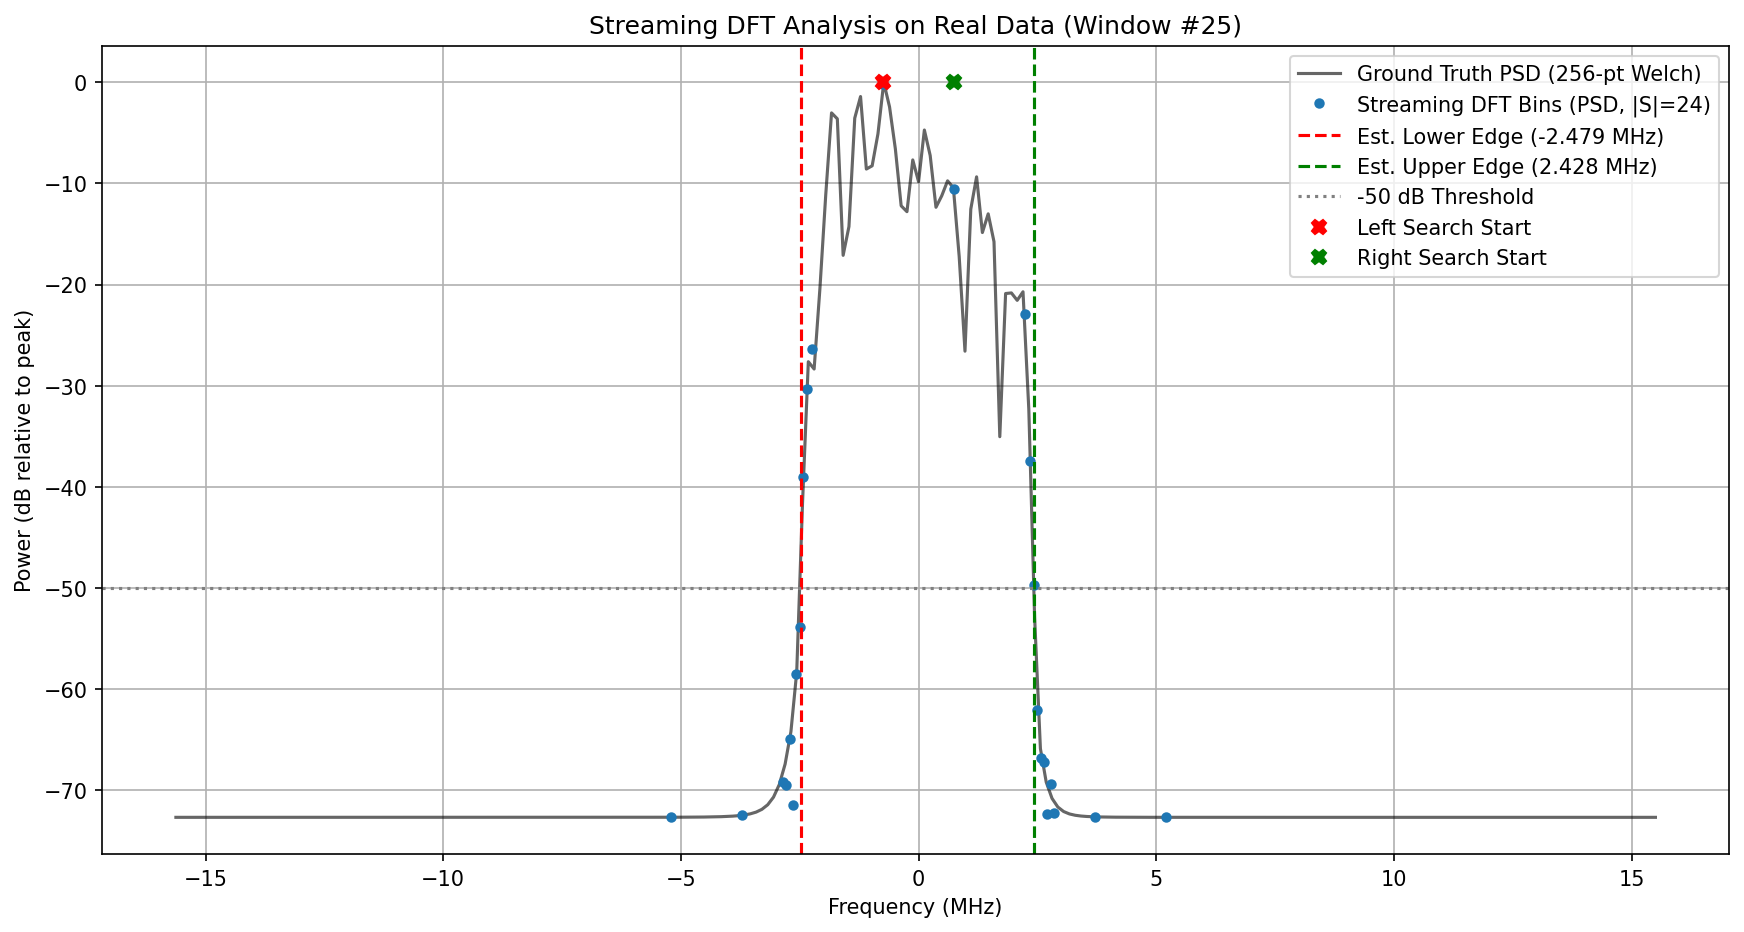 Streaming DFT Analysis on Real Data (Window #25)
Ground Truth PSD (256-pt Welch)
Streaming DFT Bins (PSD, |S|=24)
Est. Lower Edge (-2.479 MHz)
Est. Upper Edge (2.428 MHz)
-50 dB Threshold
Left Search Start
Right Search Start
Power (dB relative to peak)
0
−10
−20
−30
−40
−50
−60
−70
−15
−10
−5
0
5
10
15
Frequency (MHz)